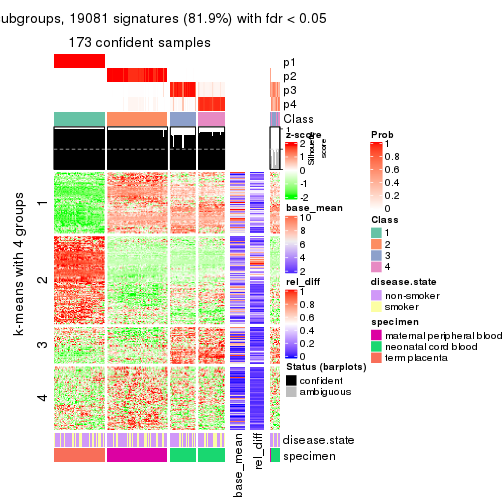 ubgroups, 19081 signatures (81.9%) with fdr < 0.05
173 confident samples
p1
p2
p3
p4
Class
1
Silhouette
score
k-means with 4 groups
1
2
3
4
base_mean
rel_diff
disease.state
specimen
z-score
2
1
0
-1
-2
base_mean
10
8
6
4
2
rel_diff
1
0.8
0.6
0.4
0.2
0
Status (barplots)
confident
ambiguous
Prob
1
0.8
0.6
0.4
0.2
0
Class
1
2
3
4
disease.state
non-smoker
smoker
specimen
maternal peripheral blood
neonatal cord blood
term placenta